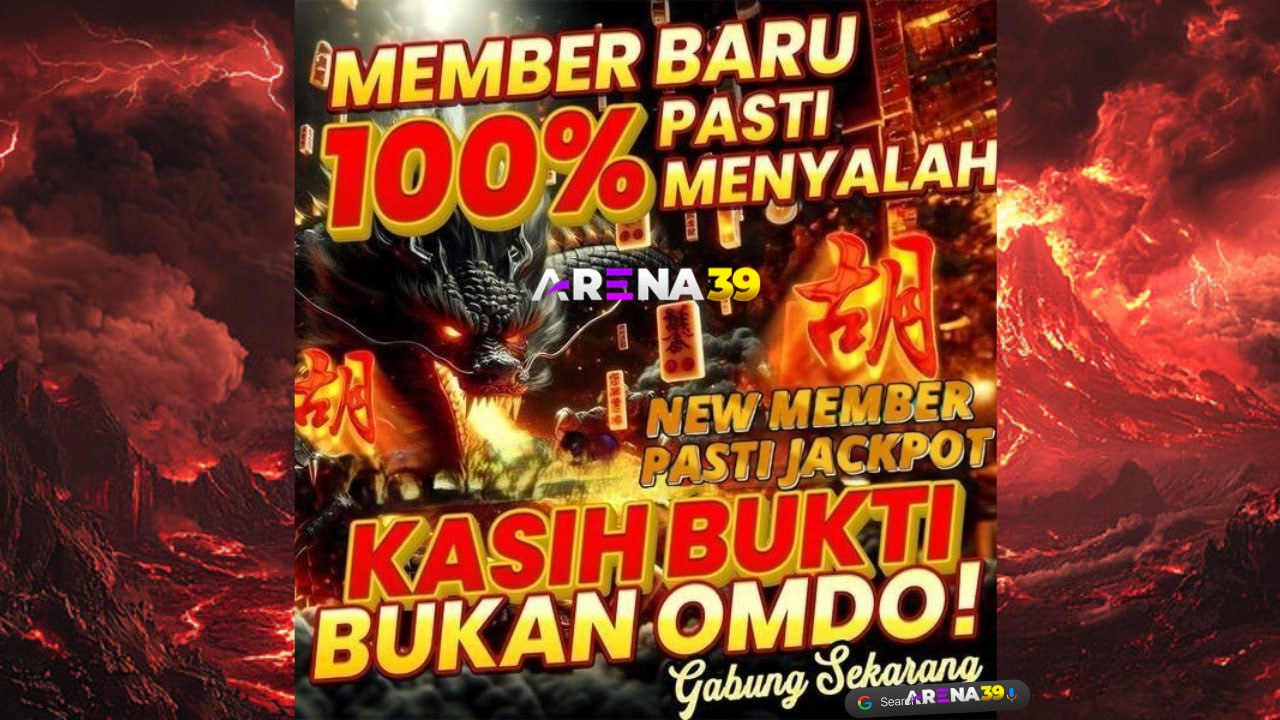 MEMBER BARU
100% PASTI
MENYALAH
ARENA39
胡
胡
NEW MEMBER
PASTI JACKPOT
KASIH BUKTI
BUKAN OMDO!
Gabung Sekarang
ARENA39